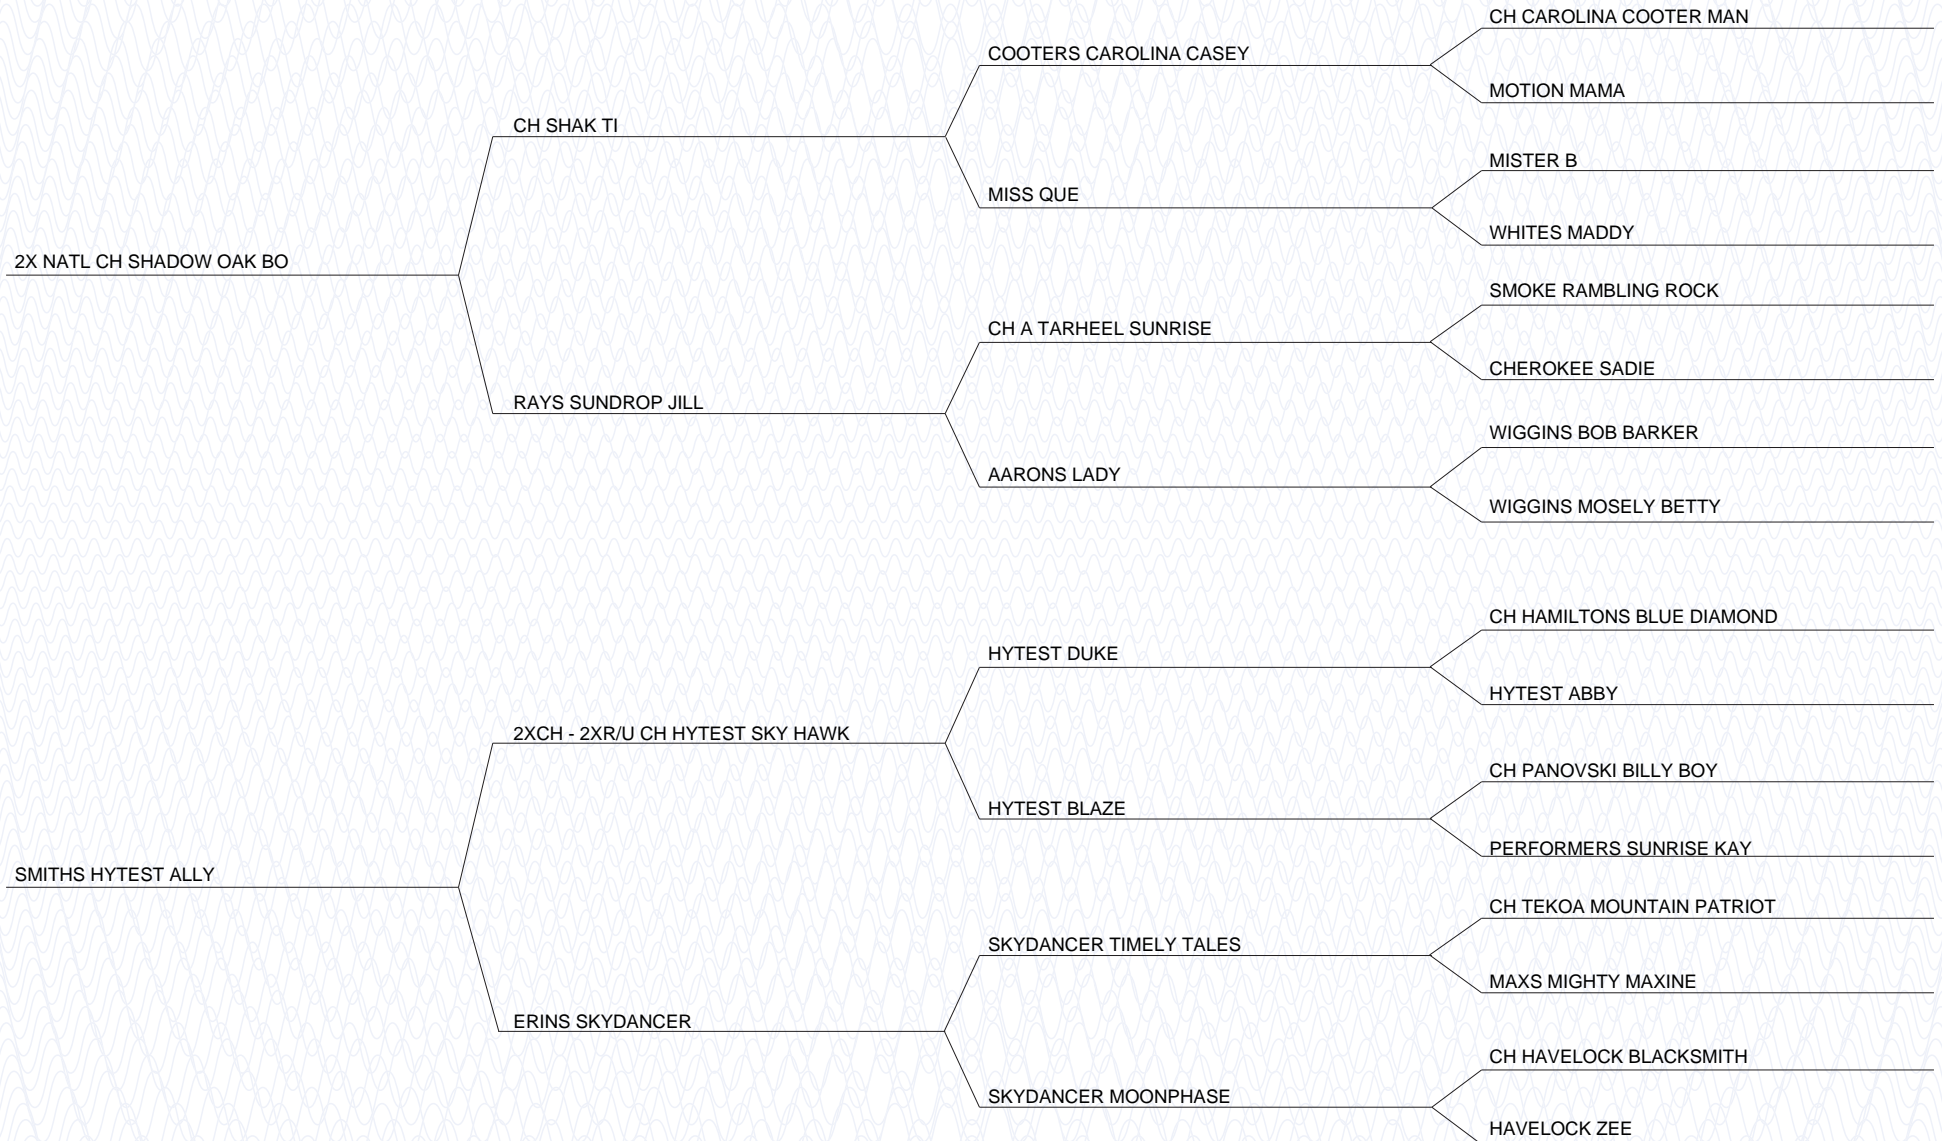 CH CAROLINA COOTER MAN
COOTERS CAROLINA CASEY
MOTION MAMA
CH SHAK TI
MISTER B
MISS QUE
WHITES MADDY
2X NATL CH SHADOW OAK BO
SMOKE RAMBLING ROCK
CH A TARHEEL SUNRISE
CHEROKEE SADIE
RAYS SUNDROP JILL
WIGGINS BOB BARKER
AARONS LADY
WIGGINS MOSELY BETTY
CH HAMILTONS BLUE DIAMOND
HYTEST DUKE
HYTEST ABBY
2XCH - 2XR/U CH HYTEST SKY HAWK
CH PANOVSKI BILLY BOY
HYTEST BLAZE
PERFORMERS SUNRISE KAY
SMITHS HYTEST ALLY
CH TEKOA MOUNTAIN PATRIOT
SKYDANCER TIMELY TALES
MAXS MIGHTY MAXINE
ERINS SKYDANCER
CH HAVELOCK BLACKSMITH
SKYDANCER MOONPHASE
HAVELOCK ZEE